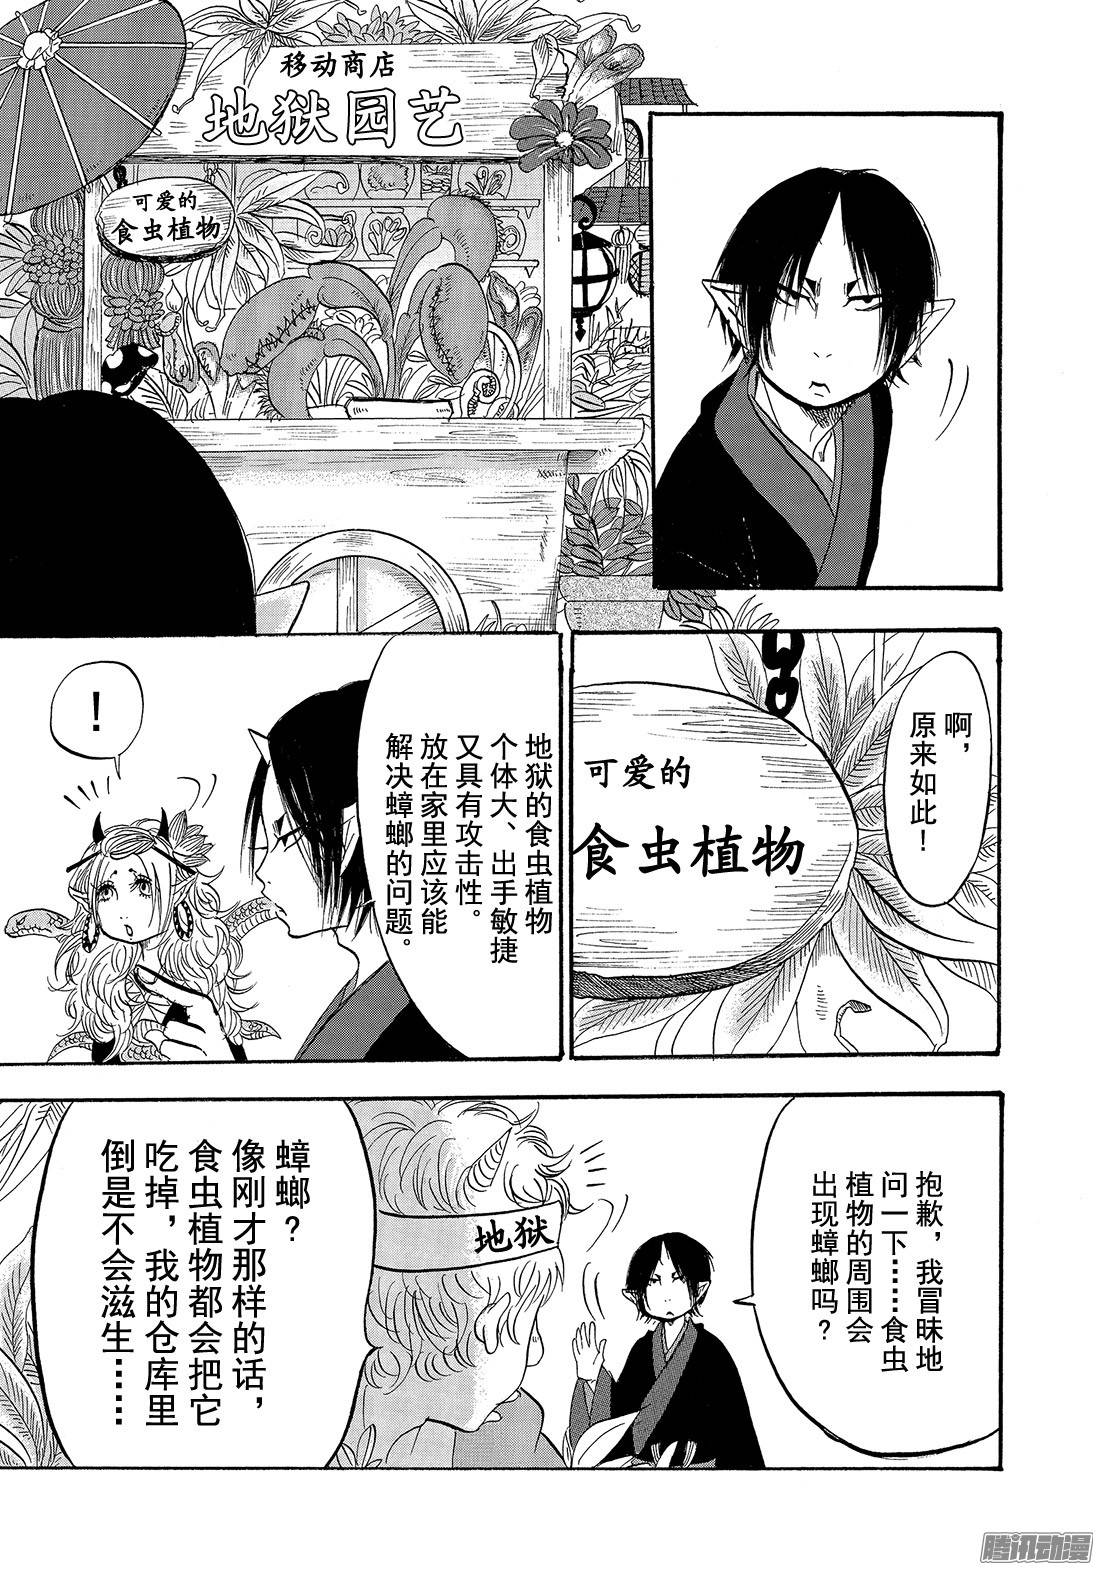 移动商店
地狱园艺
可爱的
食虫植物
啊，
原来如此！
可爱的
食虫植物
地狱的食虫植物
个体大、出手敏捷
又具有攻击性。
放在家里应该能
解决蟑螂的问题。
！
抱歉，我冒昧地
问一下……食虫
植物的周围会
出现蟑螂吗？
地狱
蟑螂？
像刚才那样的话，
食虫植物都会把它
吃掉，我的仓库里
倒是不会滋生……
腾讯动漫